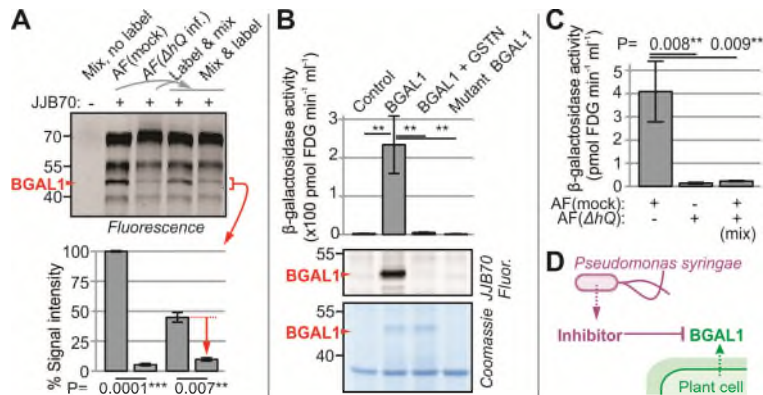 A
Mix, no label
AF(mock)
AF(ΔhQ inf.)
Label & mix
Mix & label
JJB70: - + + + +
70
55
BGAL1
40
Fluorescence
% Signal intensity
100
75
50
25
0
P= 0.0001*** 0.007**
B
β-galactosidase activity
(x100 pmol FDG min⁻¹ ml⁻¹)
Control
BGAL1
BGAL1 + GSTN
Mutant BGAL1
3
2
1
0
** ** **
55
BGAL1
JJB70
Fluor.
55
BGAL1
40
Coomassie
C
P= 0.008** 0.009**
β-galactosidase activity
(pmol FDG min⁻¹ ml⁻¹)
5
4
3
2
1
0
AF(mock): + - +
AF(ΔhQ): - + +
(mix)
D
Pseudomonas syringae
Inhibitor
BGAL1
Plant cell